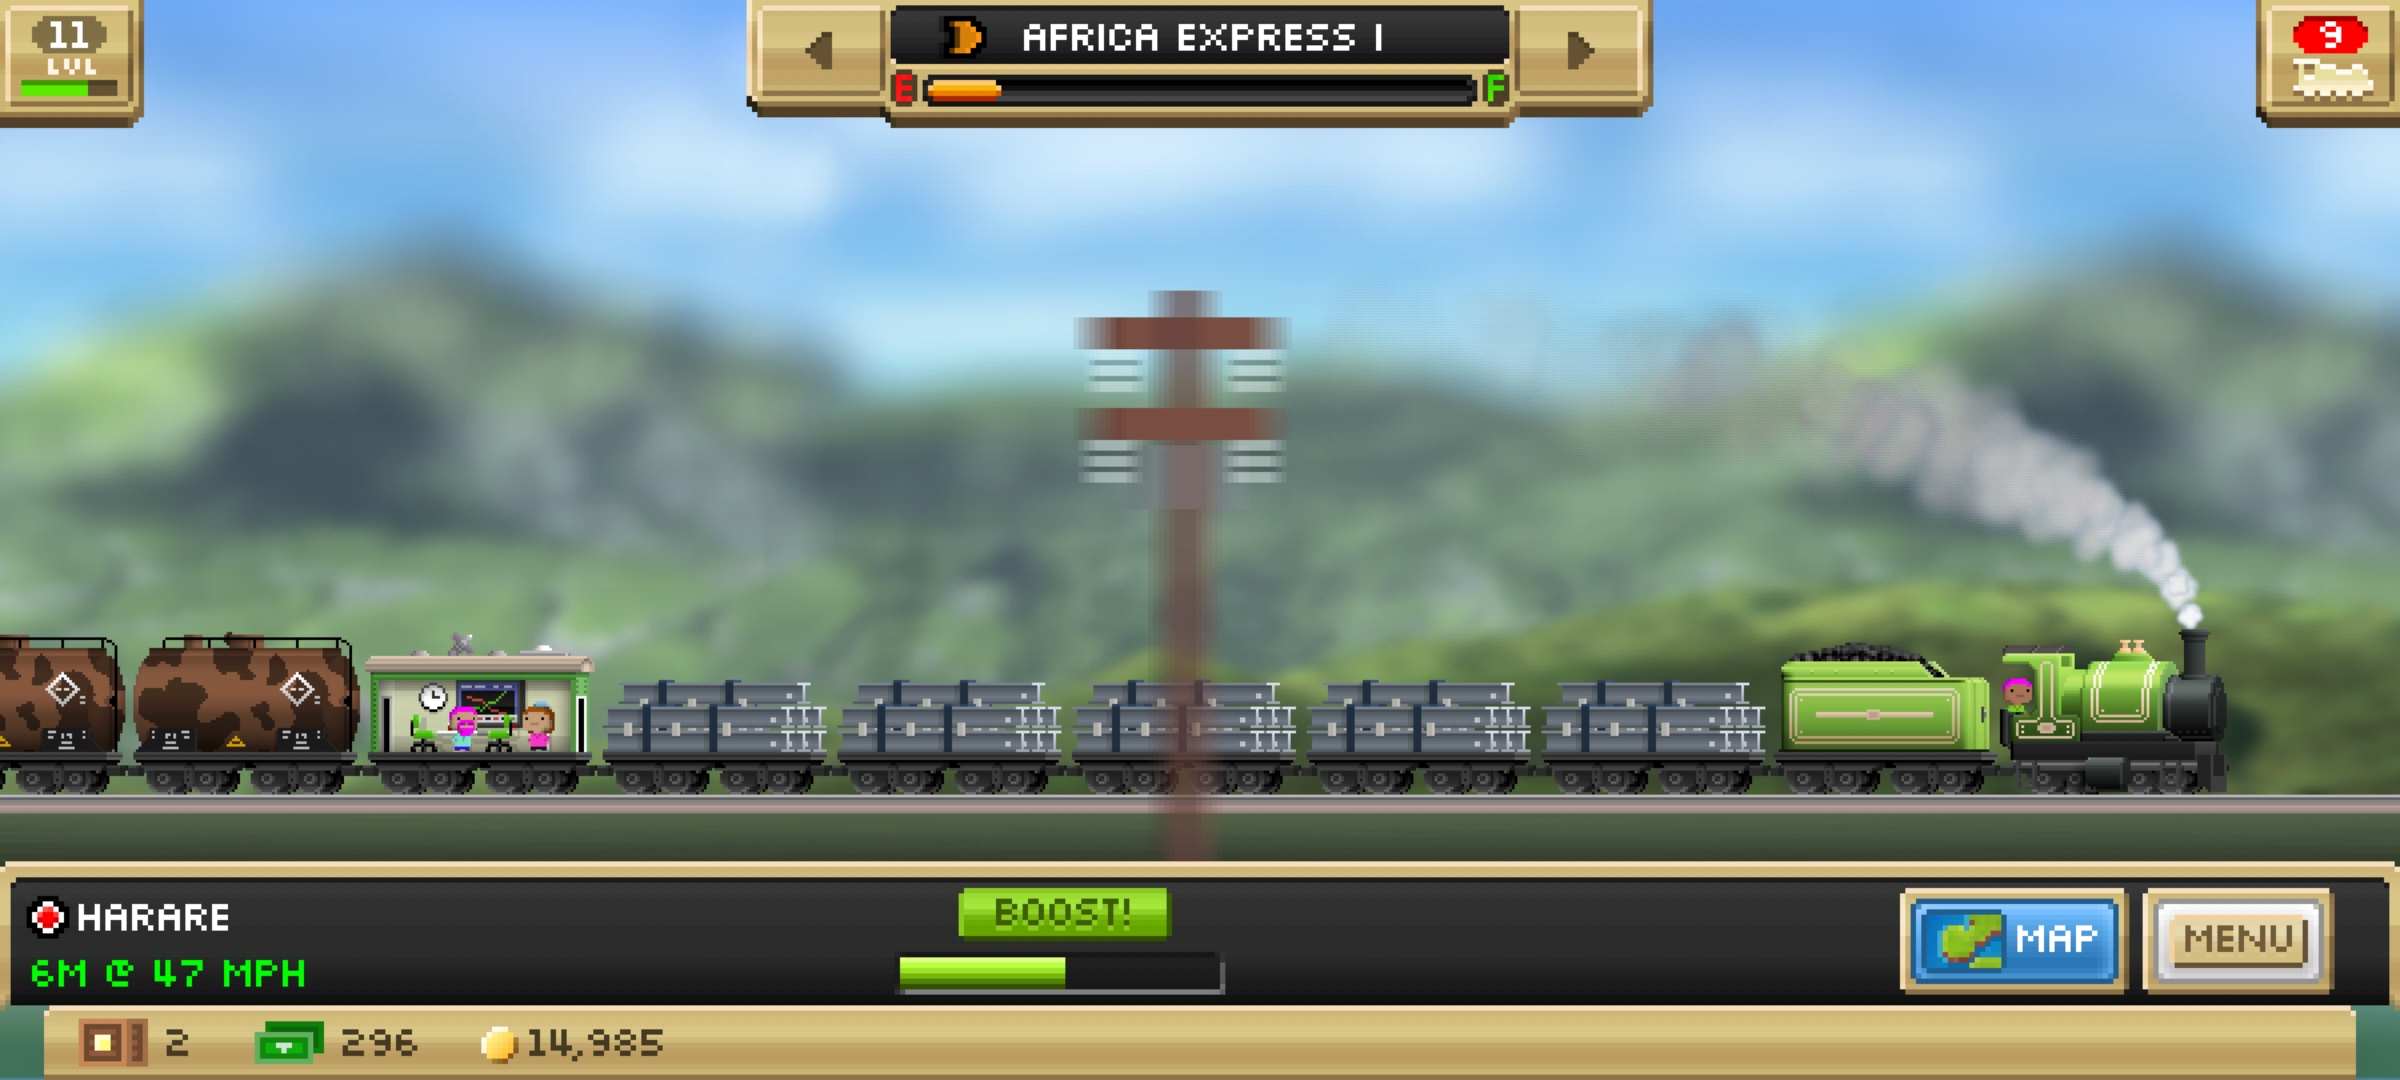 11
LVL
AFRICA EXPRESS I
E
F
9
HARARE
6M @ 47 MPH
BOOST!
MAP
MENU
2
296
14,985